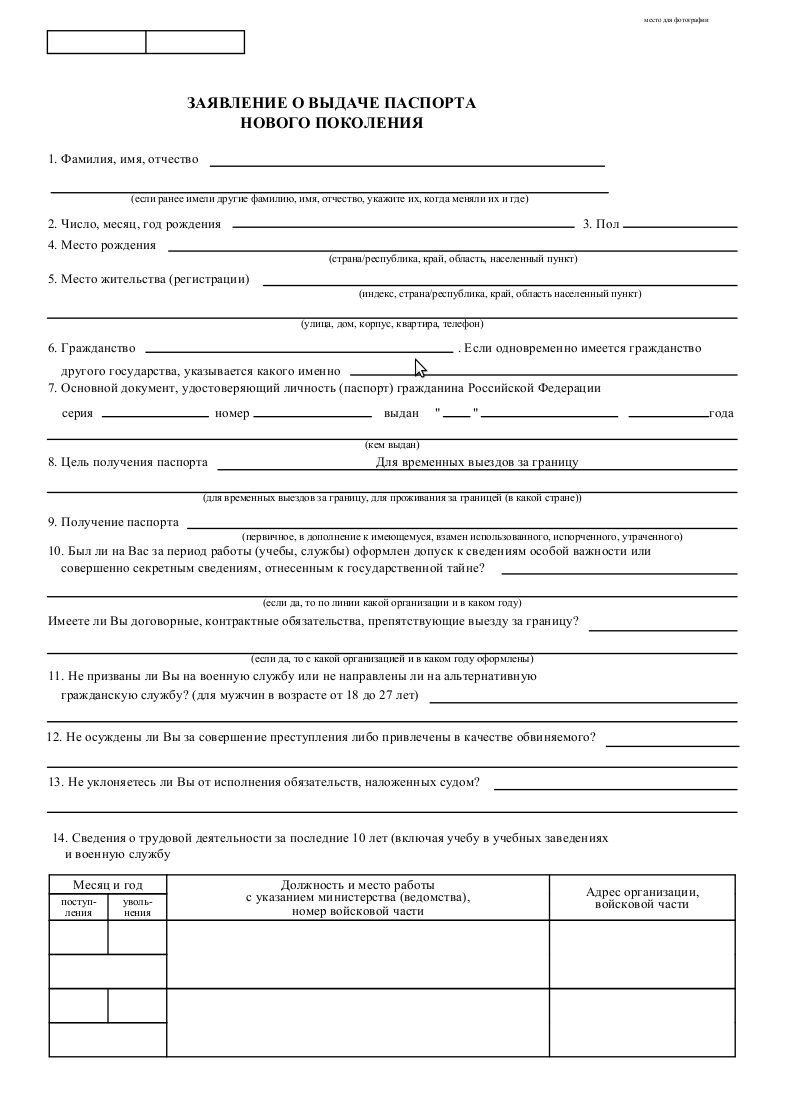 место для фотографии
ЗАЯВЛЕНИЕ О ВЫДАЧЕ ПАСПОРТА
НОВОГО ПОКОЛЕНИЯ
1. Фамилия, имя, отчество
(если ранее имели другие фамилию, имя, отчество, укажите их, когда меняли их и где)
2. Число, месяц, год рождения 3. Пол
4. Место рождения
(страна/республика, край, область, населенный пункт)
5. Место жительства (регистрации)
(индекс, страна/республика, край, область населенный пункт)
(улица, дом, корпус, квартира, телефон)
6. Гражданство . Если одновременно имеется гражданство
другого государства, указывается какого именно
7. Основной документ, удостоверяющий личность (паспорт) гражданина Российской Федерации
серия номер выдан " " года
(кем выдан)
8. Цель получения паспорта Для временных выездов за границу
(для временных выездов за границу, для проживания за границей (в какой стране))
9. Получение паспорта
(первичное, в дополнение к имеющемуся, взамен использованного, испорченного, утраченного)
10. Был ли на Вас за период работы (учебы, службы) оформлен допуск к сведениям особой важности или
совершенно секретным сведениям, отнесенным к государственной тайне?
(если да, то по линии какой организации и в каком году)
Имеете ли Вы договорные, контрактные обязательства, препятствующие выезду за границу?
(если да, то с какой организацией и в каком году оформлены)
11. Не призваны ли Вы на военную службу или не направлены ли на альтернативную
гражданскую службу? (для мужчин в возрасте от 18 до 27 лет)
12. Не осуждены ли Вы за совершение преступления либо привлечены в качестве обвиняемого?
13. Не уклоняетесь ли Вы от исполнения обязательств, наложенных судом?
14. Сведения о трудовой деятельности за последние 10 лет (включая учебу в учебных заведениях
и военную службу
Месяц и год
поступ-
ления
уволь-
нения
Должность и место работы
с указанием министерства (ведомства),
номер войсковой части
Адрес организации,
войсковой части